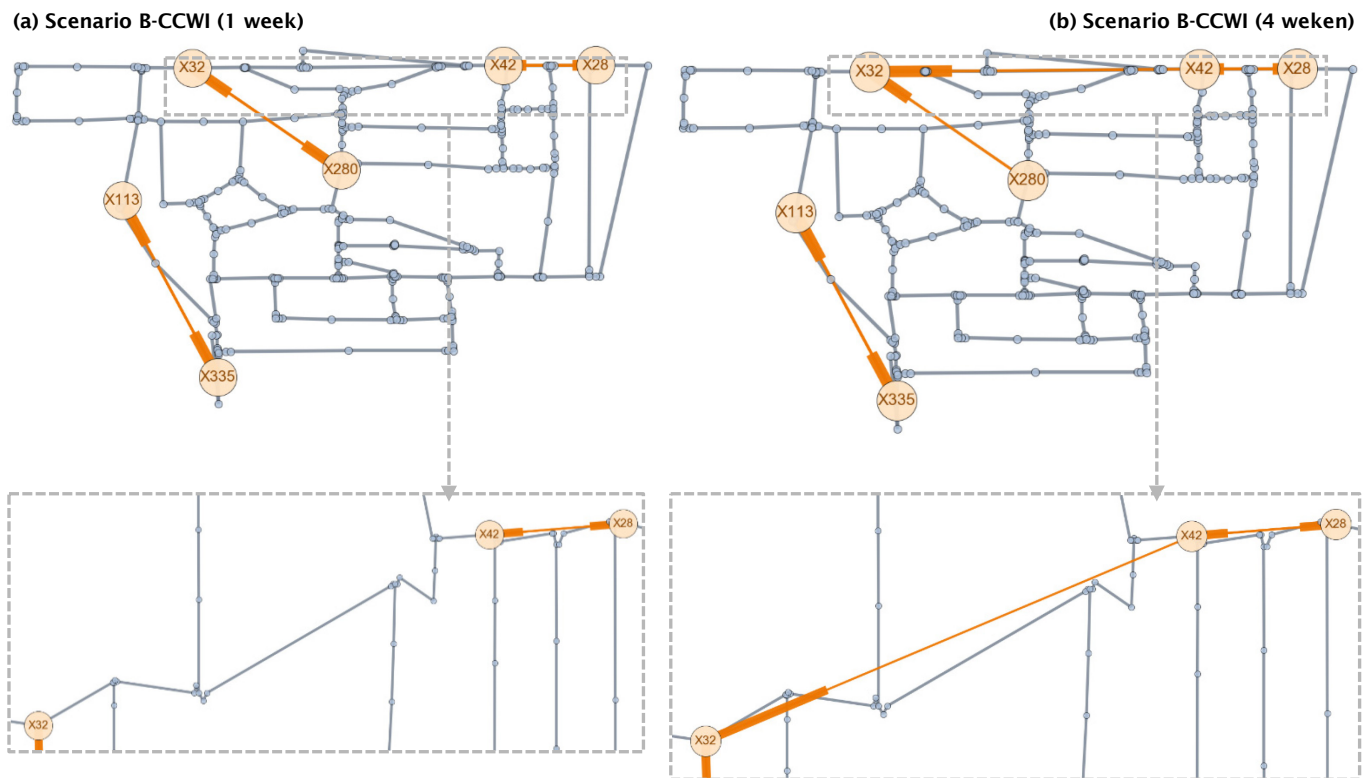 (a) Scenario B-CCWI (1 week)
(b) Scenario B-CCWI (4 weken)
X32
X42
X28
X280
X113
X335
X32
X42
X28
X280
X113
X335
X42
X28
X32
X42
X28
X32